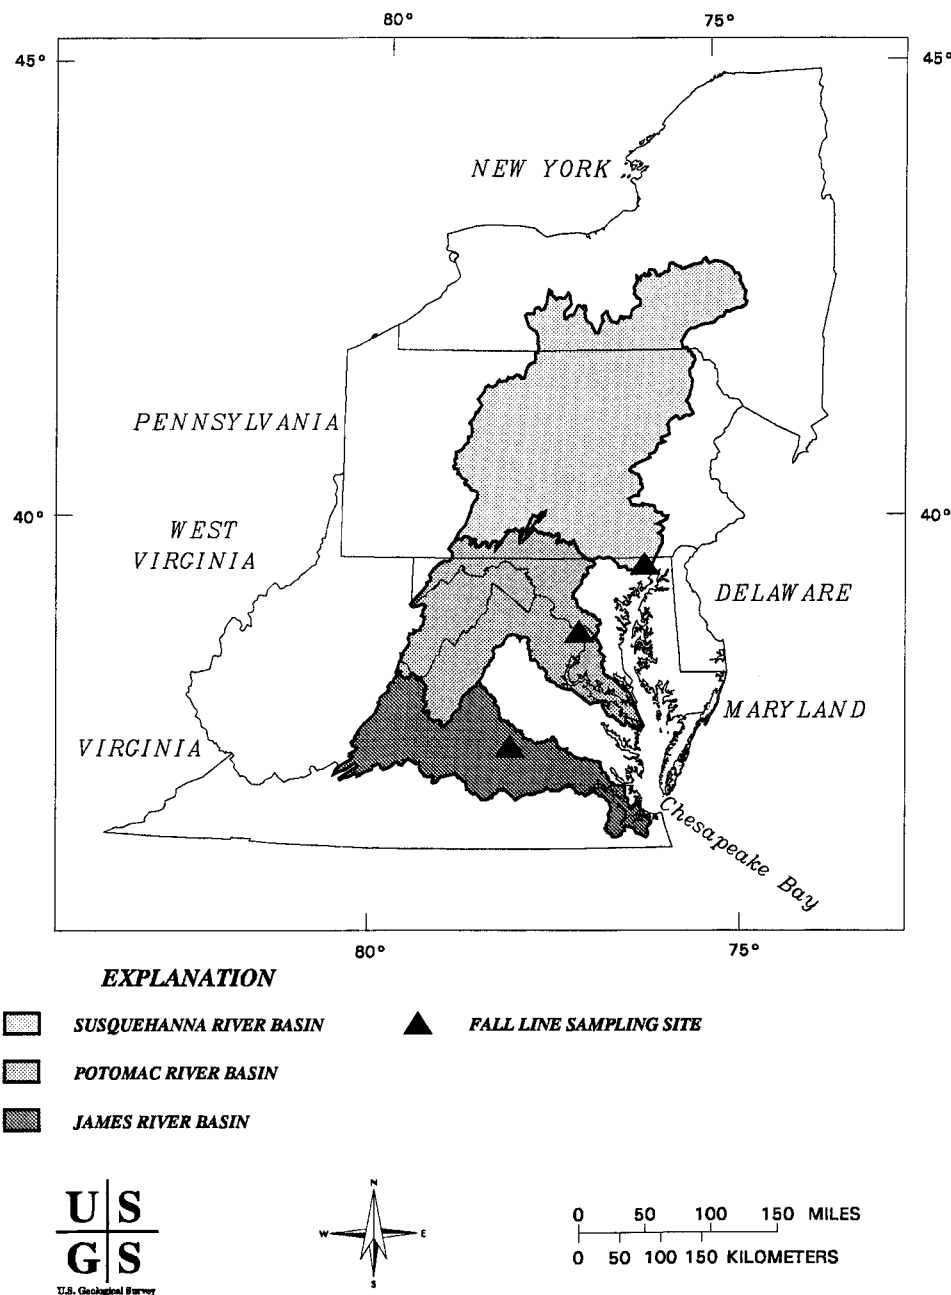 80° 75°
45° 45°
NEW YORK
PENNSYLVANIA
40° 40°
WEST
VIRGINIA
DELAWARE
MARYLAND
VIRGINIA
Chesapeake Bay
80° 75°
EXPLANATION
SUSQUEHANNA RIVER BASIN
FALL LINE SAMPLING SITE
POTOMAC RIVER BASIN
JAMES RIVER BASIN
U S
G S
U.S. Geological Survey
N
W E
S
0 50 100 150 MILES
0 50 100 150 KILOMETERS